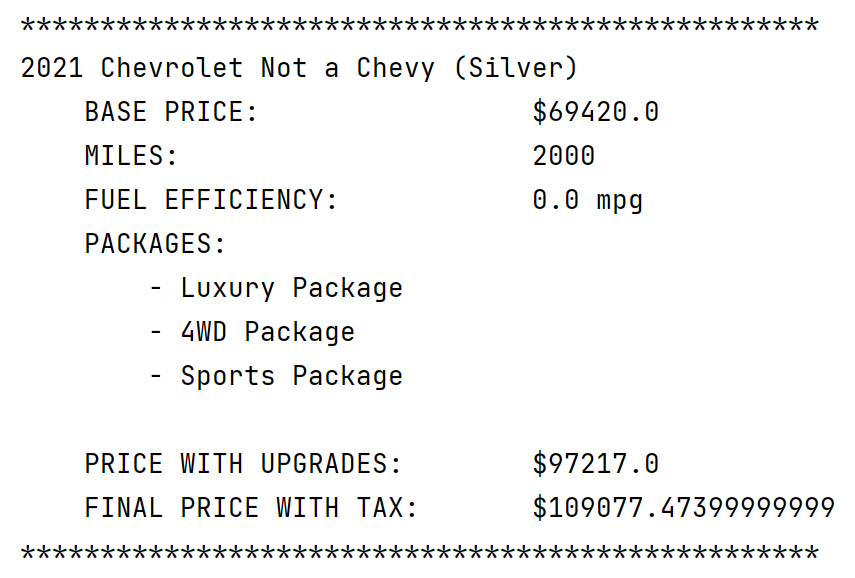 **************************************************
2021 Chevrolet Not a Chevy (Silver)
    BASE PRICE:                 $69420.0
    MILES:                      2000
    FUEL EFFICIENCY:            0.0 mpg
    PACKAGES:
        - Luxury Package
        - 4WD Package
        - Sports Package

    PRICE WITH UPGRADES:        $97217.0
    FINAL PRICE WITH TAX:       $109077.47399999999
**************************************************